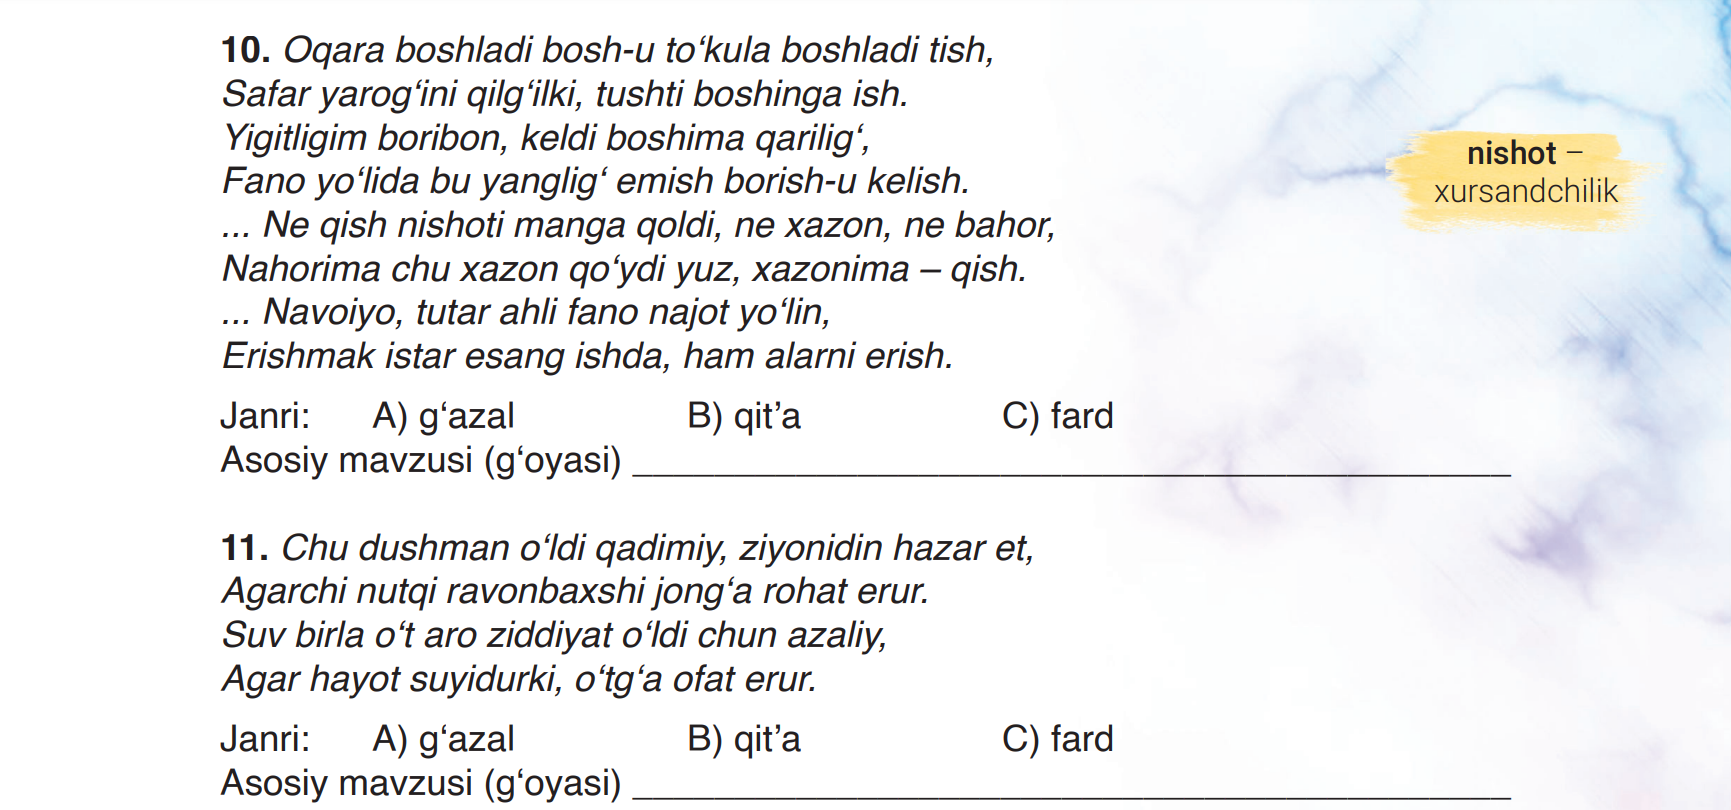 10. Oqara boshladi bosh-u to‘kula boshladi tish,
Safar yarog‘ini qilg‘ilki, tushti boshinga ish.
Yigitligim boribon, keldi boshima qarilig‘,
Fano yo‘lida bu yanglig‘ emish borish-u kelish.
... Ne qish nishoti manga qoldi, ne xazon, ne bahor,
Nahorima chu xazon qo‘ydi yuz, xazonima – qish.
... Navoiyo, tutar ahli fano najot yo‘lin,
Erishmak istar esang ishda, ham alarni erish.
nishot –
xursandchilik
Janri: A) g‘azal B) qit’a C) fard
Asosiy mavzusi (g‘oyasi) ____________________
11. Chu dushman o‘ldi qadimiy, ziyonidin hazar et,
Agarchi nutqi ravonbaxshi jong‘a rohat erur.
Suv birla o‘t aro ziddiyat o‘ldi chun azaliy,
Agar hayot suyidurki, o‘tg‘a ofat erur.
Janri: A) g‘azal B) qit’a C) fard
Asosiy mavzusi (g‘oyasi) ____________________